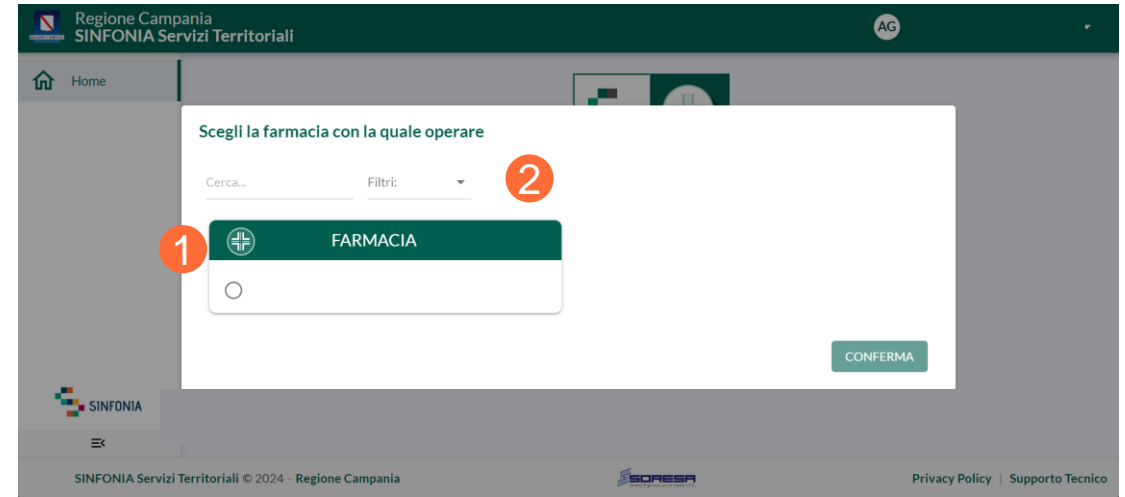 Regione Campania
SINFONIA Servizi Territoriali
AG
Home
Scegli la farmacia con la quale operare
Cerca...
Filtri:
2
1
FARMACIA
CONFERMA
SINFONIA
SINFONIA Servizi Territoriali © 2024 - Regione Campania
SORESA
Privacy Policy | Supporto Tecnico